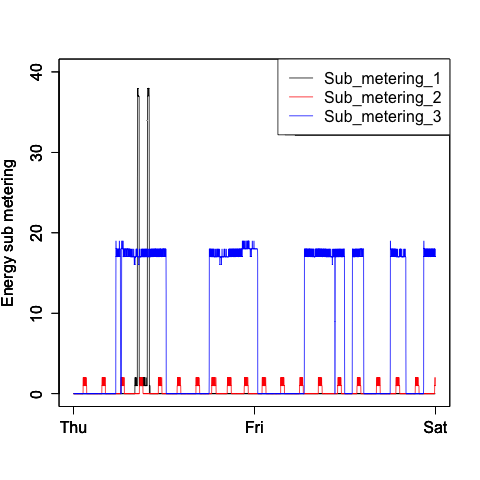 40
Sub_metering_1
Sub_metering_2
Sub_metering_3
30
Energy sub metering
20
10
0
Thu Fri Sat